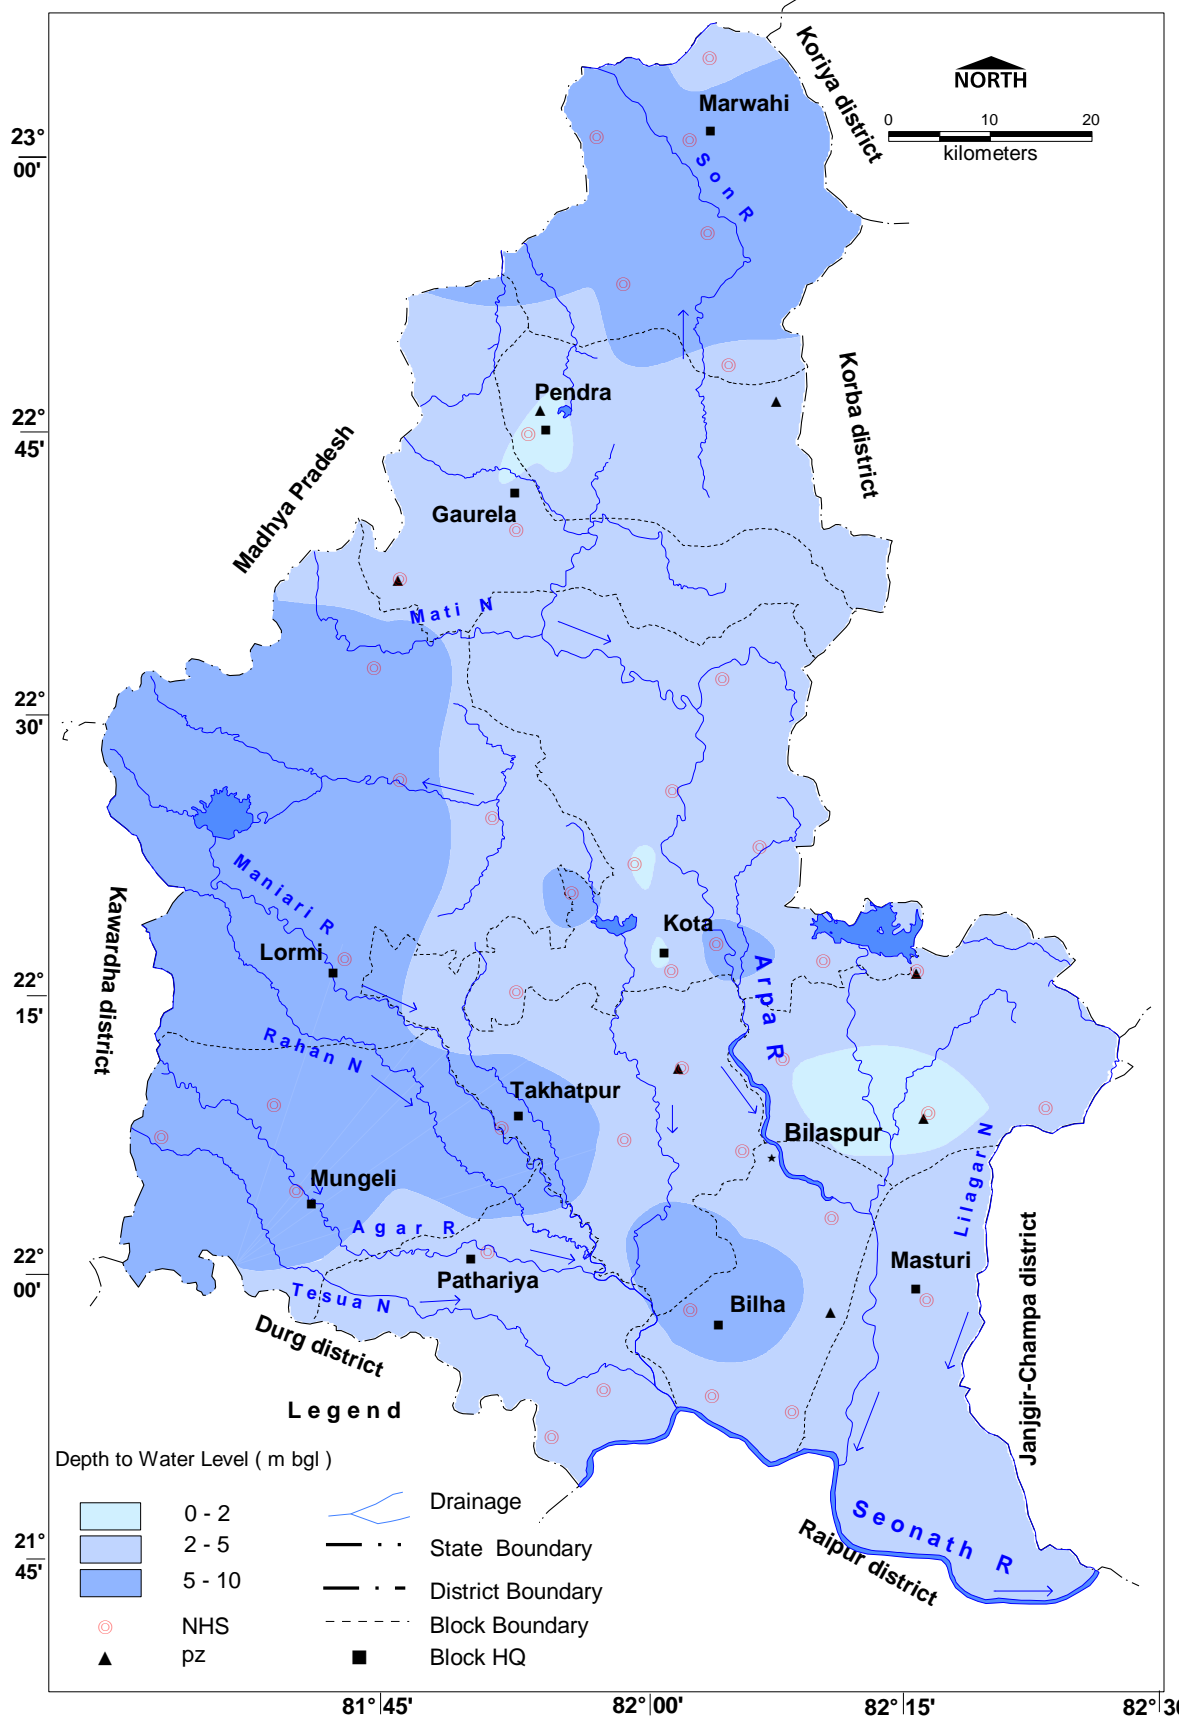 Koriya district
NORTH
0 10 20
kilometers
Marwahi
23°
00'
Son R
Korba district
Pendra
22°
45'
Madhya Pradesh
Gaurela
Mati N
22°
30'
Maniari R
Kawardha district
Kota
Lormi
Arpa R
22°
15'
Rahan N
Takhatpur
Bilaspur
Lilagar N
Mungeli
Agar R
Masturi
22°
00'
Pathariya
Tesua N
Bilha
Janjgir-Champa district
Durg district
Legend
Depth to Water Level ( m bgl )
0 - 2
2 - 5
5 - 10
NHS
pz
Drainage
State Boundary
District Boundary
Block Boundary
Block HQ
Seonath R
Raipur district
21°
45'
81°45' 82°00' 82°15' 82°30